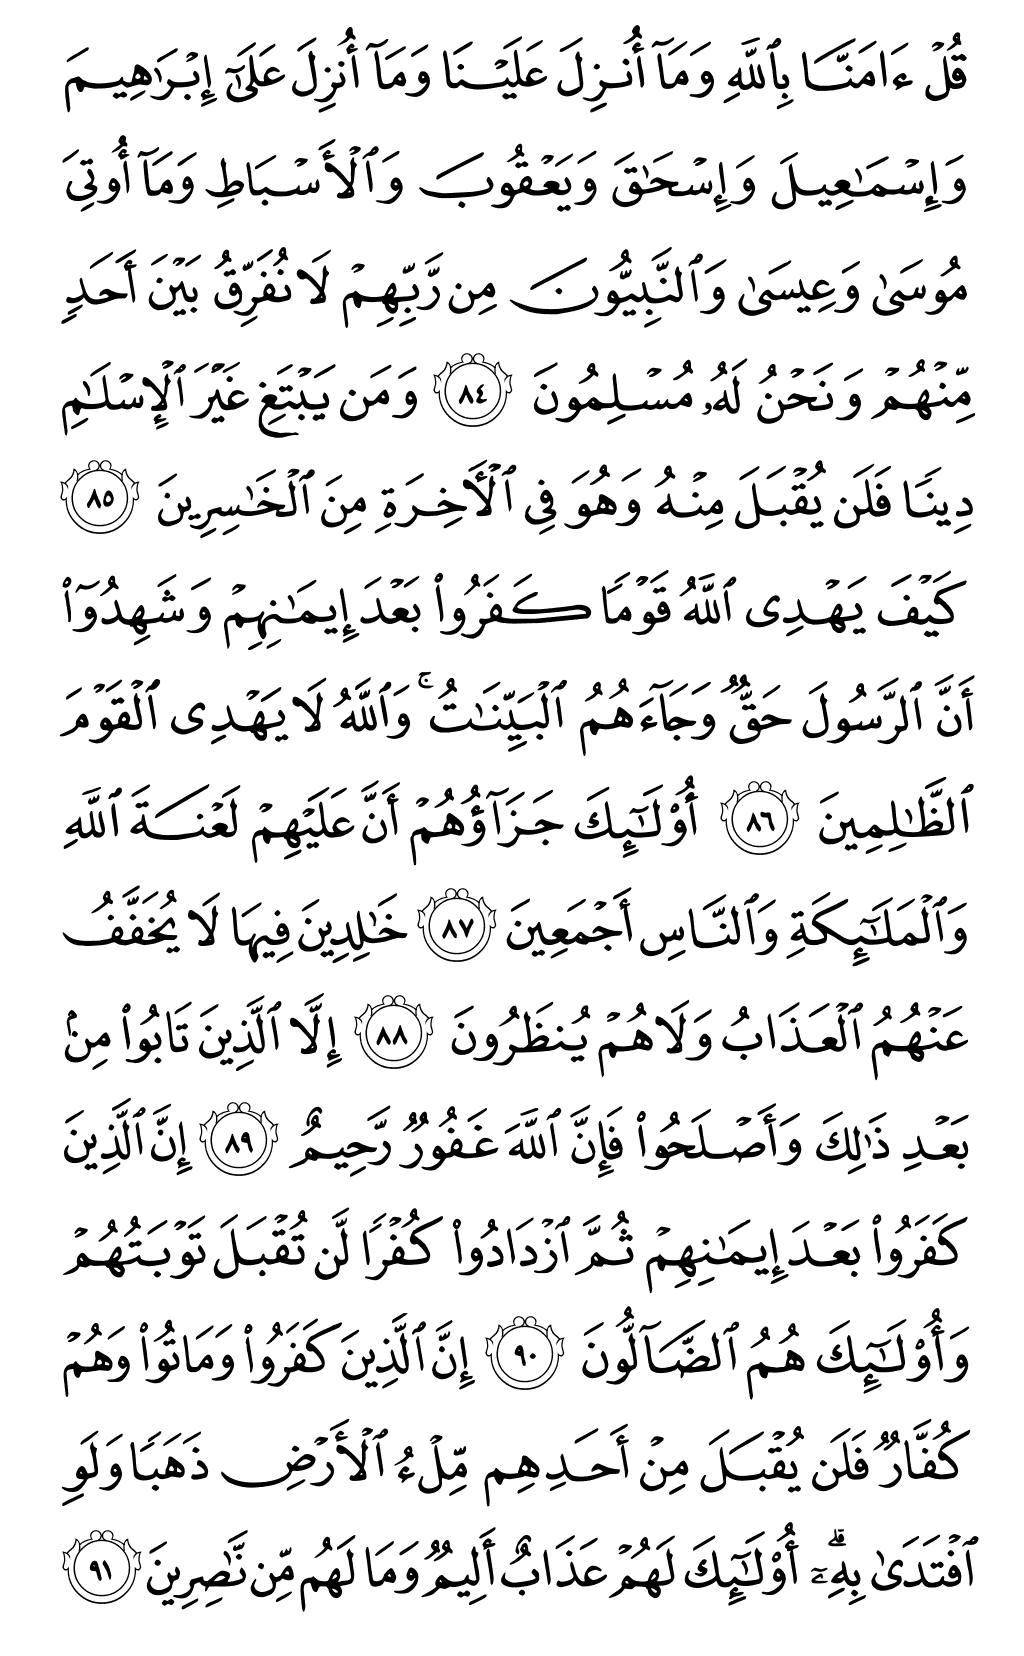 قُلۡ ءَامَنَّا بِٱللَّهِ وَمَآ أُنزِلَ عَلَيۡنَا وَمَآ أُنزِلَ عَلَىٰٓ إِبۡرَٰهِيمَ
وَإِسۡمَٰعِيلَ وَإِسۡحَٰقَ وَيَعۡقُوبَ وَٱلۡأَسۡبَاطِ وَمَآ أُوتِيَ
مُوسَىٰ وَعِيسَىٰ وَٱلنَّبِيُّونَ مِن رَّبِّهِمۡ لَا نُفَرِّقُ بَيۡنَ أَحَدٖ
مِّنۡهُمۡ وَنَحۡنُ لَهُۥ مُسۡلِمُونَ ٨٤ وَمَن يَبۡتَغِ غَيۡرَ ٱلۡإِسۡلَٰمِ
دِينٗا فَلَن يُقۡبَلَ مِنۡهُ وَهُوَ فِي ٱلۡأٓخِرَةِ مِنَ ٱلۡخَٰسِرِينَ ٨٥
كَيۡفَ يَهۡدِي ٱللَّهُ قَوۡمٗا كَفَرُواْ بَعۡدَ إِيمَٰنِهِمۡ وَشَهِدُوٓاْ
أَنَّ ٱلرَّسُولَ حَقّٞ وَجَآءَهُمُ ٱلۡبَيِّنَٰتُۚ وَٱللَّهُ لَا يَهۡدِي ٱلۡقَوۡمَ
ٱلظَّٰلِمِينَ ٨٦ أُوْلَٰٓئِكَ جَزَآؤُهُمۡ أَنَّ عَلَيۡهِمۡ لَعۡنَةَ ٱللَّهِ
وَٱلۡمَلَٰٓئِكَةِ وَٱلنَّاسِ أَجۡمَعِينَ ٨٧ خَٰلِدِينَ فِيهَا لَا يُخَفَّفُ
عَنۡهُمُ ٱلۡعَذَابُ وَلَا هُمۡ يُنظَرُونَ ٨٨ إِلَّا ٱلَّذِينَ تَابُواْ مِنۢ
بَعۡدِ ذَٰلِكَ وَأَصۡلَحُواْ فَإِنَّ ٱللَّهَ غَفُورٞ رَّحِيمٌ ٨٩ إِنَّ ٱلَّذِينَ
كَفَرُواْ بَعۡدَ إِيمَٰنِهِمۡ ثُمَّ ٱزۡدَادُواْ كُفۡرٗا لَّن تُقۡبَلَ تَوۡبَتُهُمۡ
وَأُوْلَٰٓئِكَ هُمُ ٱلضَّآلُّونَ ٩٠ إِنَّ ٱلَّذِينَ كَفَرُواْ وَمَاتُواْ وَهُمۡ
كُفَّارٞ فَلَن يُقۡبَلَ مِنۡ أَحَدِهِم مِّلۡءُ ٱلۡأَرۡضِ ذَهَبٗا وَلَوِ
ٱفۡتَدَىٰ بِهِۦٓۗ أُوْلَٰٓئِكَ لَهُمۡ عَذَابٌ أَلِيمٞ وَمَا لَهُم مِّن نَّٰصِرِينَ ٩١